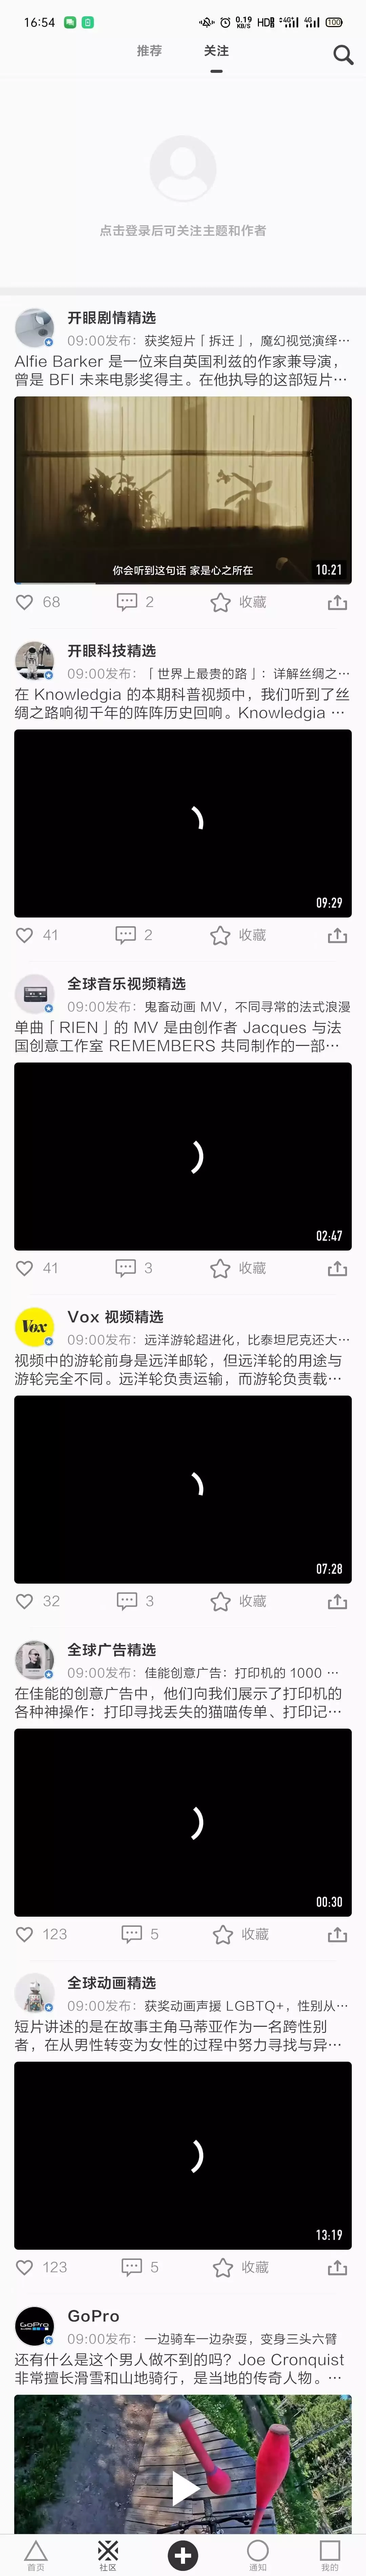 16:54 0.19 KB/S HD 4G 4G 100
推荐 关注
点击登录后可关注主题和作者
开眼剧情精选
09:00发布：获奖短片「拆迁」，魔幻视觉演绎…
Alfie Barker 是一位来自英国利兹的作家兼导演，
曾是 BFI 未来电影奖得主。在他执导的这部短片…
你会听到这句话 家是心之所在 10:21
68 2 收藏
开眼科技精选
09:00发布：「世界上最贵的路」：详解丝绸之…
在 Knowledgia 的本期科普视频中，我们听到了丝
绸之路响彻千年的阵阵历史回响。Knowledgia …
09:29
41 2 收藏
全球音乐视频精选
09:00发布：鬼畜动画 MV，不同寻常的法式浪漫
单曲「RIEN」的 MV 是由创作者 Jacques 与法
国创意工作室 REMEMBERS 共同制作的一部…
02:47
41 3 收藏
Vox
Vox 视频精选
09:00发布：远洋游轮超进化，比泰坦尼克还大…
视频中的游轮前身是远洋邮轮，但远洋轮的用途与
游轮完全不同。远洋轮负责运输，而游轮负责载…
07:28
32 3 收藏
全球广告精选
09:00发布：佳能创意广告：打印机的 1000 …
在佳能的创意广告中，他们向我们展示了打印机的
各种神操作：打印寻找丢失的猫喵传单、打印记…
00:30
123 5 收藏
全球动画精选
09:00发布：获奖动画声援 LGBTQ+，性别从…
短片讲述的是在故事主角马蒂亚作为一名跨性别
者，在从男性转变为女性的过程中努力寻找与异…
13:19
123 5 收藏
GoPro
GoPro
09:00发布：一边骑车一边杂耍，变身三头六臂
还有什么是这个男人做不到的吗？Joe Cronquist
非常擅长滑雪和山地骑行，是当地的传奇人物。…
首页 社区 通知 我的